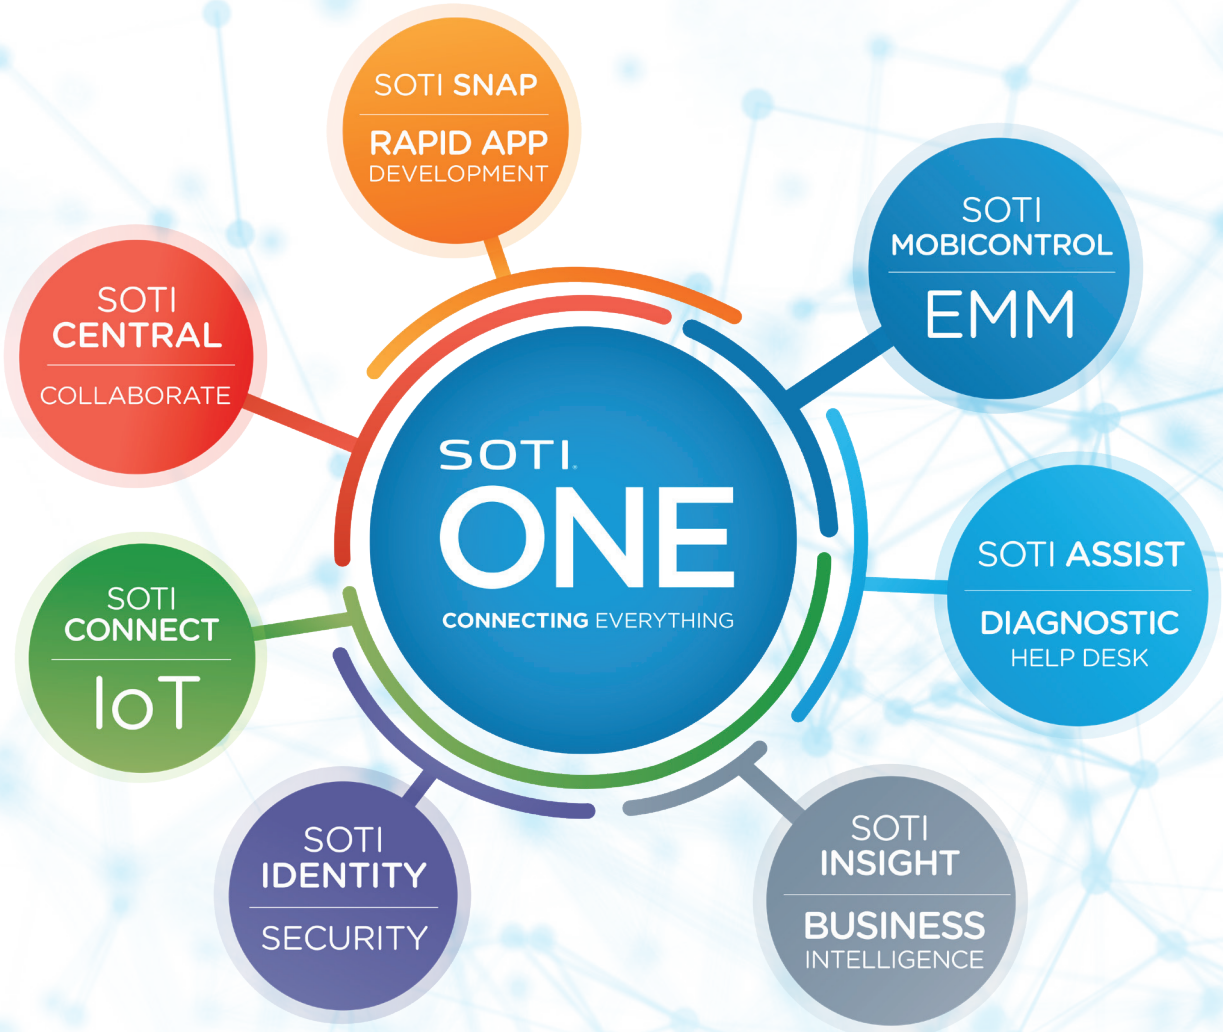 SOTI SNAP
RAPID APP
DEVELOPMENT
SOTI
MOBICONTROL
EMM
SOTI
CENTRAL
COLLABORATE
SOTI
ONE
CONNECTING EVERYTHING
SOTI ASSIST
DIAGNOSTIC
HELP DESK
SOTI
CONNECT
IoT
SOTI
IDENTITY
SECURITY
SOTI
INSIGHT
BUSINESS
INTELLIGENCE